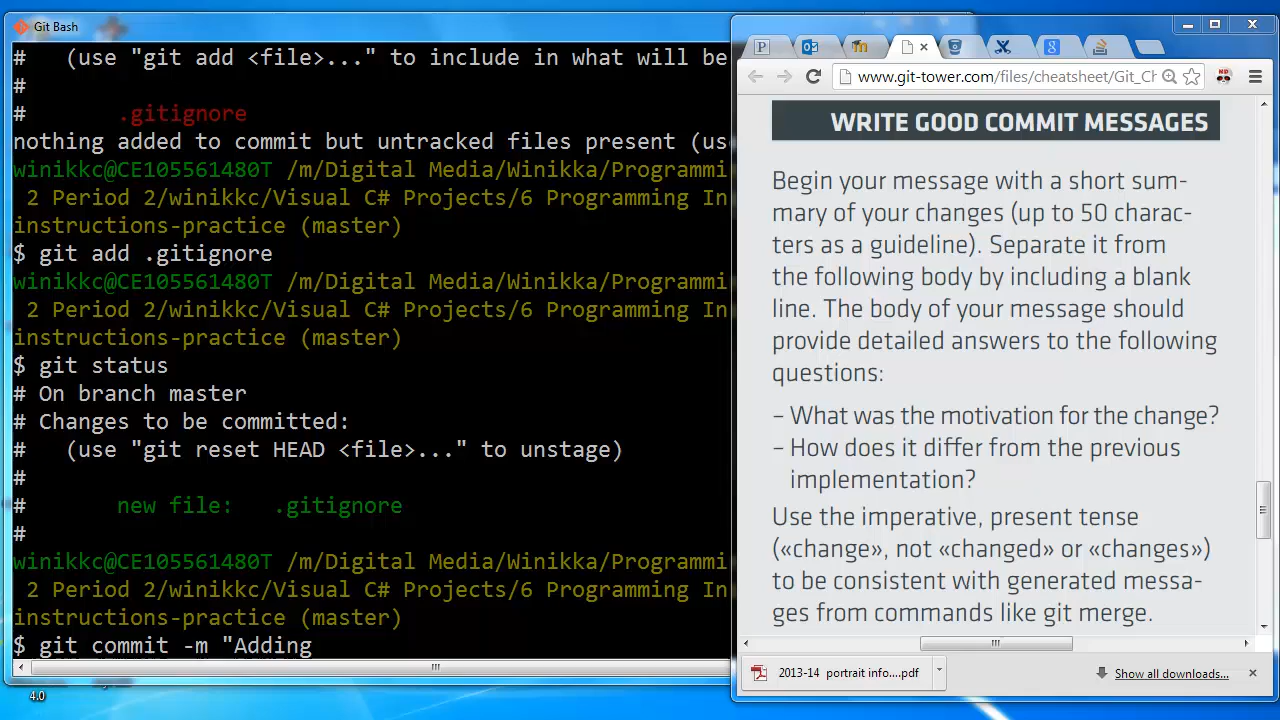 Git Bash
#   (use "git add <file>..." to include in what will be
#
#       .gitignore
nothing added to commit but untracked files present (us
winikkc@CE105561480T /m/Digital Media/Winikka/Programmi
 2 Period 2/winikkc/Visual C# Projects/6 Programming In
instructions-practice (master)
$ git add .gitignore
winikkc@CE105561480T /m/Digital Media/Winikka/Programmi
 2 Period 2/winikkc/Visual C# Projects/6 Programming In
instructions-practice (master)
$ git status
# On branch master
# Changes to be committed:
#   (use "git reset HEAD <file>..." to unstage)
#
#       new file:   .gitignore
#
winikkc@CE105561480T /m/Digital Media/Winikka/Programmi
 2 Period 2/winikkc/Visual C# Projects/6 Programming In
instructions-practice (master)
$ git commit -m "Adding
4.0
www.git-tower.com/files/cheatsheet/Git_Ch
WRITE GOOD COMMIT MESSAGES
Begin your message with a short sum-
mary of your changes (up to 50 charac-
ters as a guideline). Separate it from
the following body by including a blank
line. The body of your message should
provide detailed answers to the following
questions:
– What was the motivation for the change?
– How does it differ from the previous
implementation?
Use the imperative, present tense
(«change», not «changed» or «changes»)
to be consistent with generated messa-
ges from commands like git merge.
2013-14 portrait info....pdf
Show all downloads...